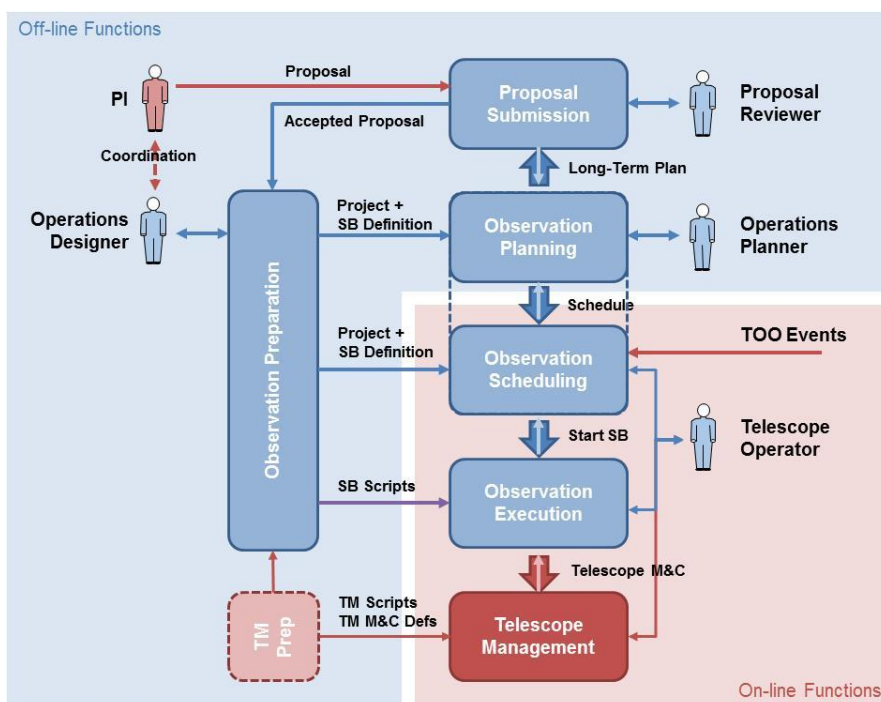 Off-line Functions
PI
Proposal
Proposal
Submission
Proposal
Reviewer
Accepted Proposal
Coordination
Long-Term Plan
Operations
Designer
Project +
SB Definition
Observation
Planning
Operations
Planner
Schedule
Observation Preparation
Project +
SB Definition
Observation
Scheduling
TOO Events
Start SB
Telescope
Operator
SB Scripts
Observation
Execution
Telescope M&C
TM
Prep
TM Scripts
TM M&C Defs
Telescope
Management
On-line Functions